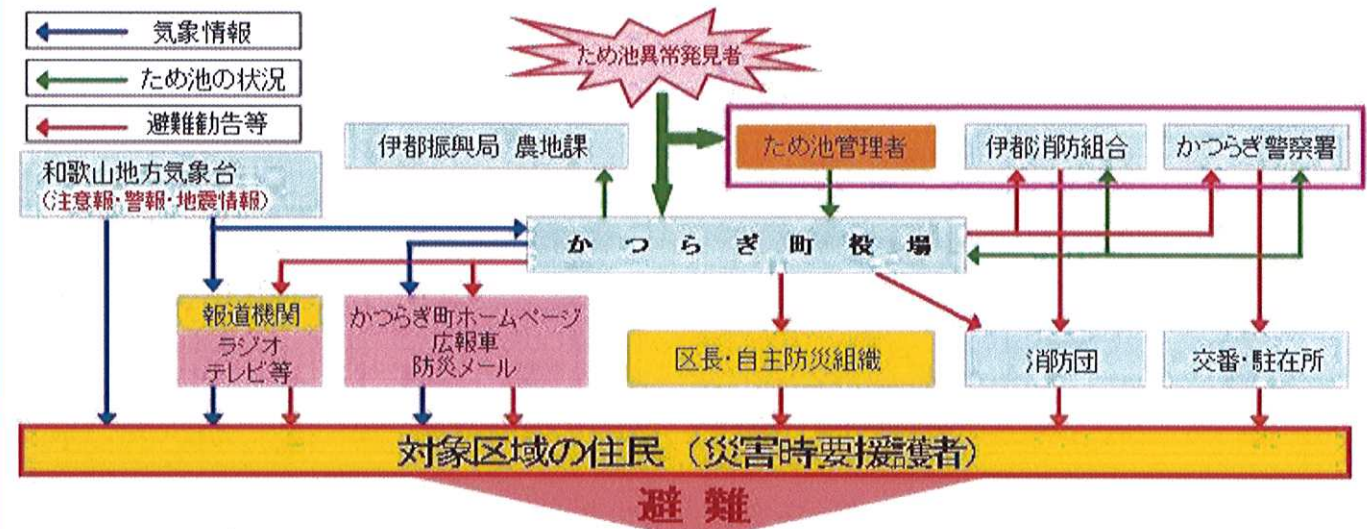 気象情報
ため池の状況
避難勧告等
ため池異常発見者
伊都振興局 農地課
ため池管理者
伊都消防組合
かつらぎ警察署
和歌山地方気象台
(注意報・警報・地震情報)
かつらぎ町役場
報道機関
ラジオ
テレビ等
かつらぎ町ホームページ
広報車
防災メール
区長・自主防災組織
消防団
交番・駐在所
対象区域の住民（災害時要援護者）
避難